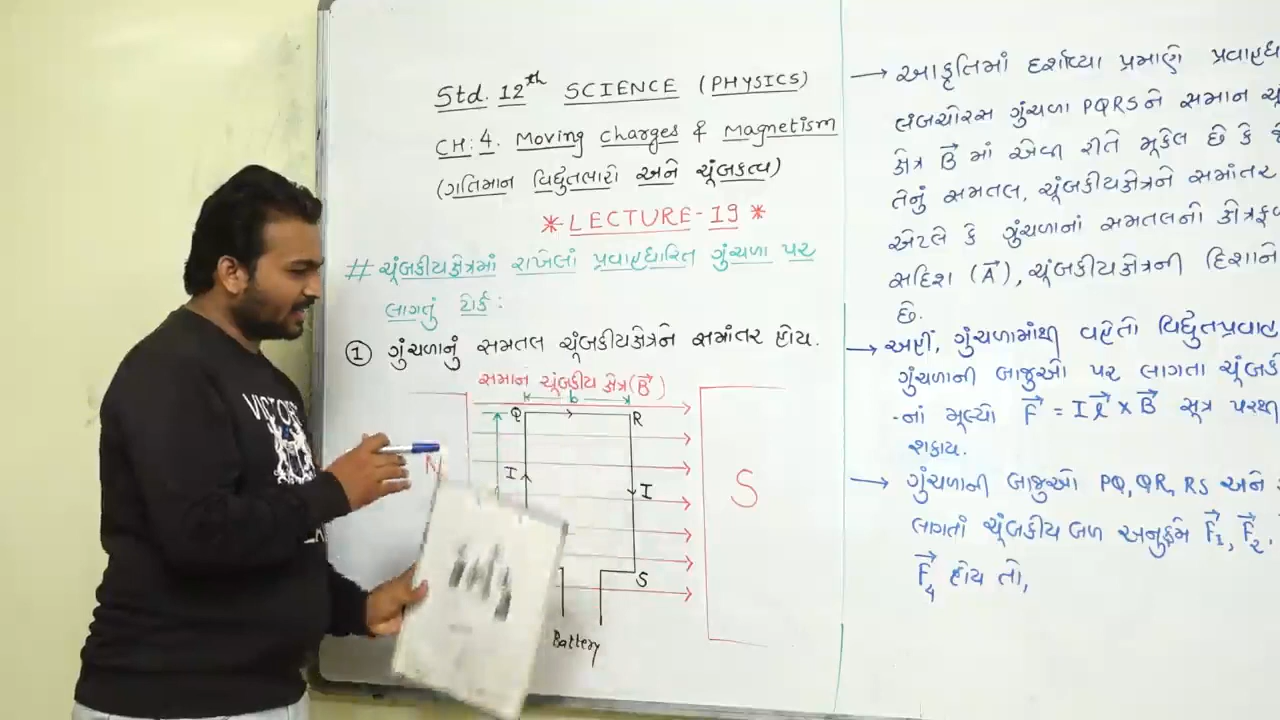 Std. 12th SCIENCE (PHYSICS)
CH: 4. Moving Charges & Magnetism
(ગતિમાન વિદ્યુતભારો અને ચૂંબકત્વ)
* LECTURE-19 *
# ચૂંબકીયક્ષેત્રમાં રાખેલાં પ્રવાહધારિત ગુંચળા પર
લાગતું ટોર્ક:
① ગુંચળાનું સમતલ ચૂંબકીયક્ષેત્રને સમાંતર હોય.
સમાન ચૂંબકીય ક્ષેત્ર(B⃗)
b
Q
R
I
I
N
S
S
Battery
VICTOR
→ આકૃતિમાં દર્શાવ્યા પ્રમાણે
લંબચોરસ ગુંચળા PQRSને સમાન
ક્ષેત્ર B⃗ માં એવી રીતે મૂકેલ છે કે
તેનું સમતલ, ચૂંબકીયક્ષેત્રને સમાંતર
એટલે કે ગુંચળાનાં સમતલની
સદિશ (A⃗), ચૂંબકીયક્ષેત્રની દિશાને
છે.
→ અહીં, ગુંચળામાંથી વહેતો વિદ્યુતપ્રવાહ
ગુંચળાની બાજુઓ પર લાગતા
-નાં મૂલ્યો F⃗ = I l⃗ × B⃗ સૂત્ર પરથી
શકાય.
→ ગુંચળાની બાજુઓ PQ, QR, RS અને
લાગતાં ચૂંબકીય બળ અનુક્રમે F⃗₁, F⃗₂
F⃗₄ હોય તો,